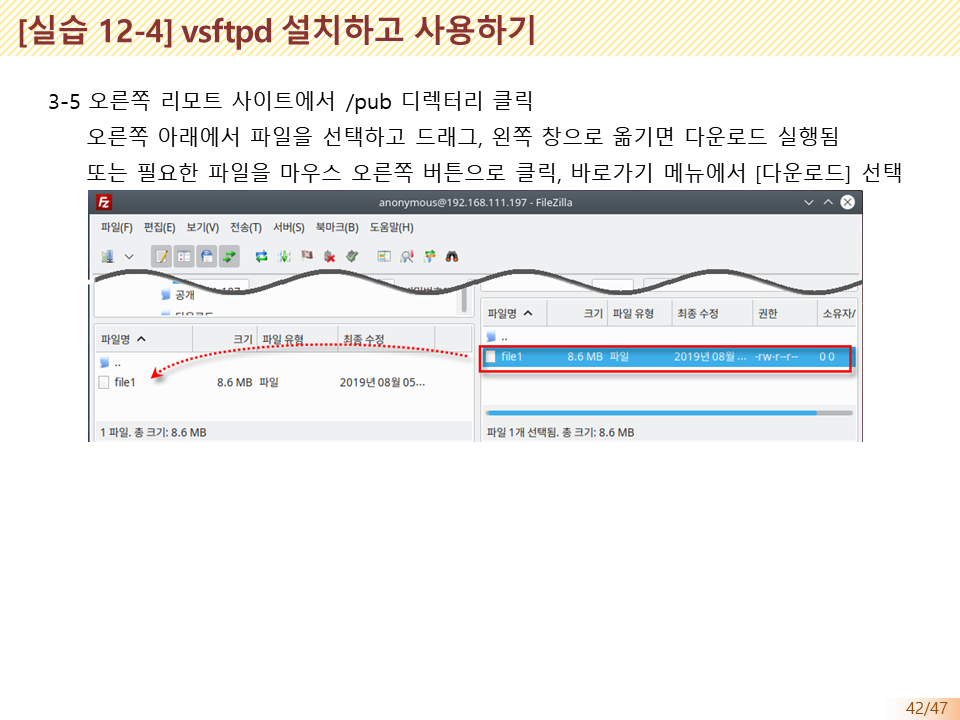 [실습 12-4] vsftpd 설치하고 사용하기
3-5 오른쪽 리모트 사이트에서 /pub 디렉터리 클릭
오른쪽 아래에서 파일을 선택하고 드래그, 왼쪽 창으로 옮기면 다운로드 실행됨
또는 필요한 파일을 마우스 오른쪽 버튼으로 클릭, 바로가기 메뉴에서 [다운로드] 선택
Fz anonymous@192.168.111.197 - FileZilla
파일(F) 편집(E) 보기(V) 전송(T) 서버(S) 북마크(B) 도움말(H)
공개
파일명 크기 파일 유형 최종 수정
..
file1 8.6 MB 파일 2019년 08월 05...
1 파일. 총 크기: 8.6 MB
파일명 크기 파일 유형 최종 수정 권한 소유자/
..
file1 8.6 MB 파일 2019년 08월 ... -rw-r--r-- 0 0
파일 1개 선택됨. 총 크기: 8.6 MB
42/47